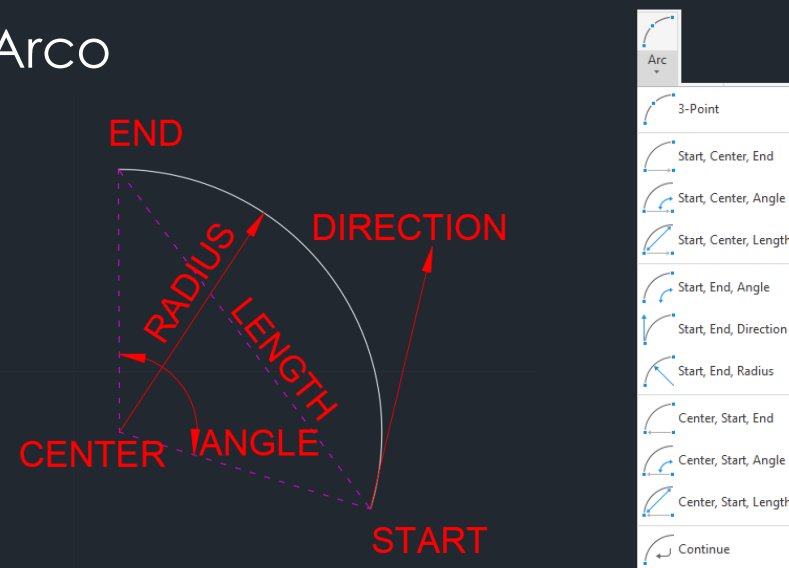 Arco
END
DIRECTION
RADIUS
LENGTH
CENTER
ANGLE
START
Arc
3-Point
Start, Center, End
Start, Center, Angle
Start, Center, Length
Start, End, Angle
Start, End, Direction
Start, End, Radius
Center, Start, End
Center, Start, Angle
Center, Start, Length
Continue